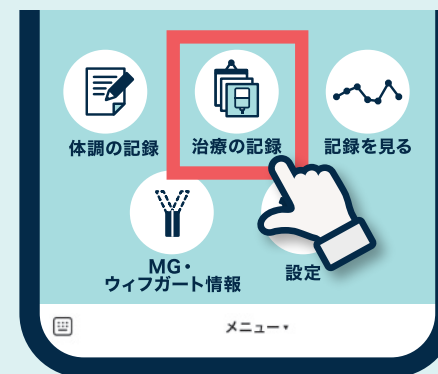 体調の記録
治療の記録
記録を見る
MG・
ウィフガート情報
設定
メニュー▾